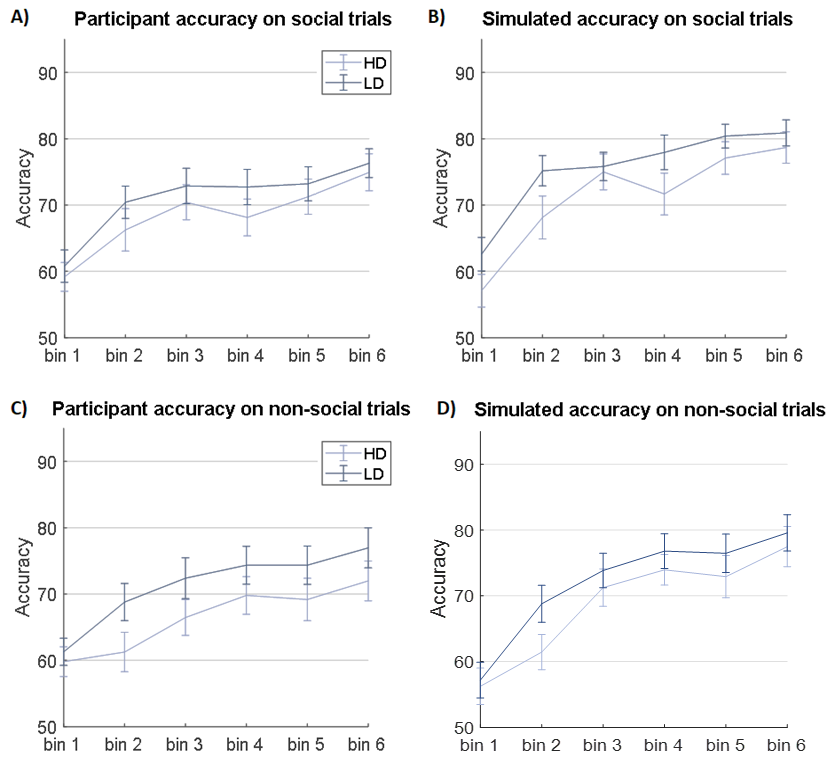 A) Participant accuracy on social trials
HD
LD
90
80
70
60
50
Accuracy
bin 1 bin 2 bin 3 bin 4 bin 5 bin 6
B) Simulated accuracy on social trials
90
80
70
60
50
Accuracy
bin 1 bin 2 bin 3 bin 4 bin 5 bin 6
C) Participant accuracy on non-social trials
HD
LD
90
80
70
60
50
Accuracy
bin 1 bin 2 bin 3 bin 4 bin 5 bin 6
D) Simulated accuracy on non-social trials
90
80
70
60
50
Accuracy
bin 1 bin 2 bin 3 bin 4 bin 5 bin 6